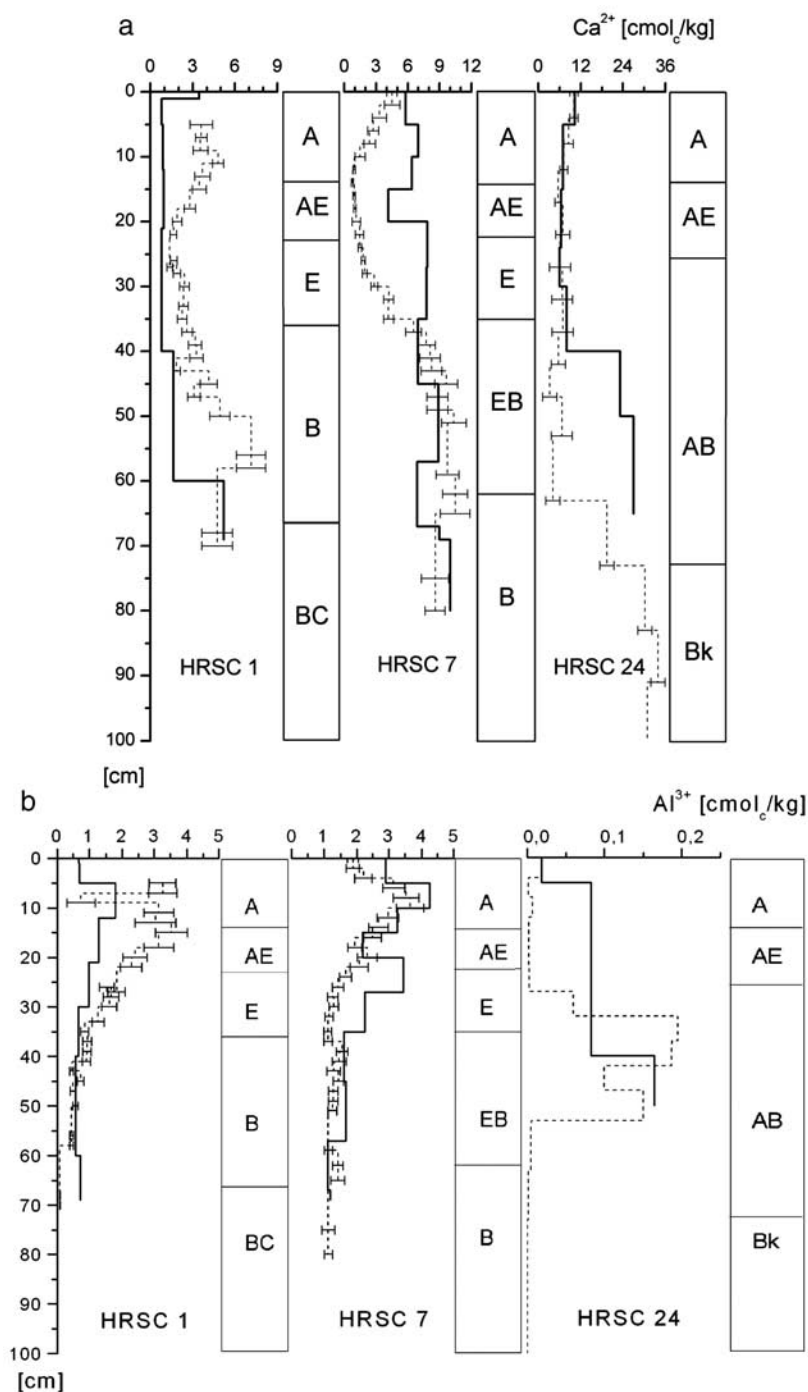 a
Ca²⁺ [cmol_c/kg]
0 3 6 9 0 3 6 9 12 0 12 24 36
0
10
20
30
40
50
60
70
80
90
100
[cm]
A
AE
E
B
BC
HRSC 1
A
AE
E
EB
B
HRSC 7
A
AE
AB
Bk
HRSC 24
b
Al³⁺ [cmol_c/kg]
0 1 2 3 4 5 0 1 2 3 4 5 0,0 0,1 0,2
0
10
20
30
40
50
60
70
80
90
100
[cm]
A
AE
E
B
BC
HRSC 1
A
AE
E
EB
B
HRSC 7
A
AE
AB
Bk
HRSC 24